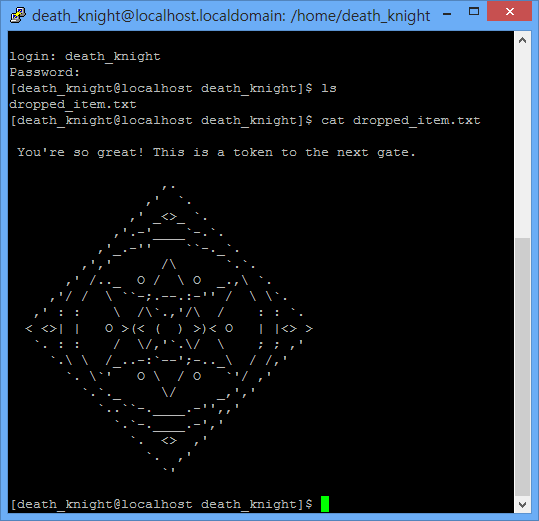 death_knight@localhost.localdomain: /home/death_knight
login: death_knight
Password:
[death_knight@localhost death_knight]$ ls
dropped_item.txt
[death_knight@localhost death_knight]$ cat dropped_item.txt
You're so great! This is a token to the next gate.
[death_knight@localhost death_knight]$